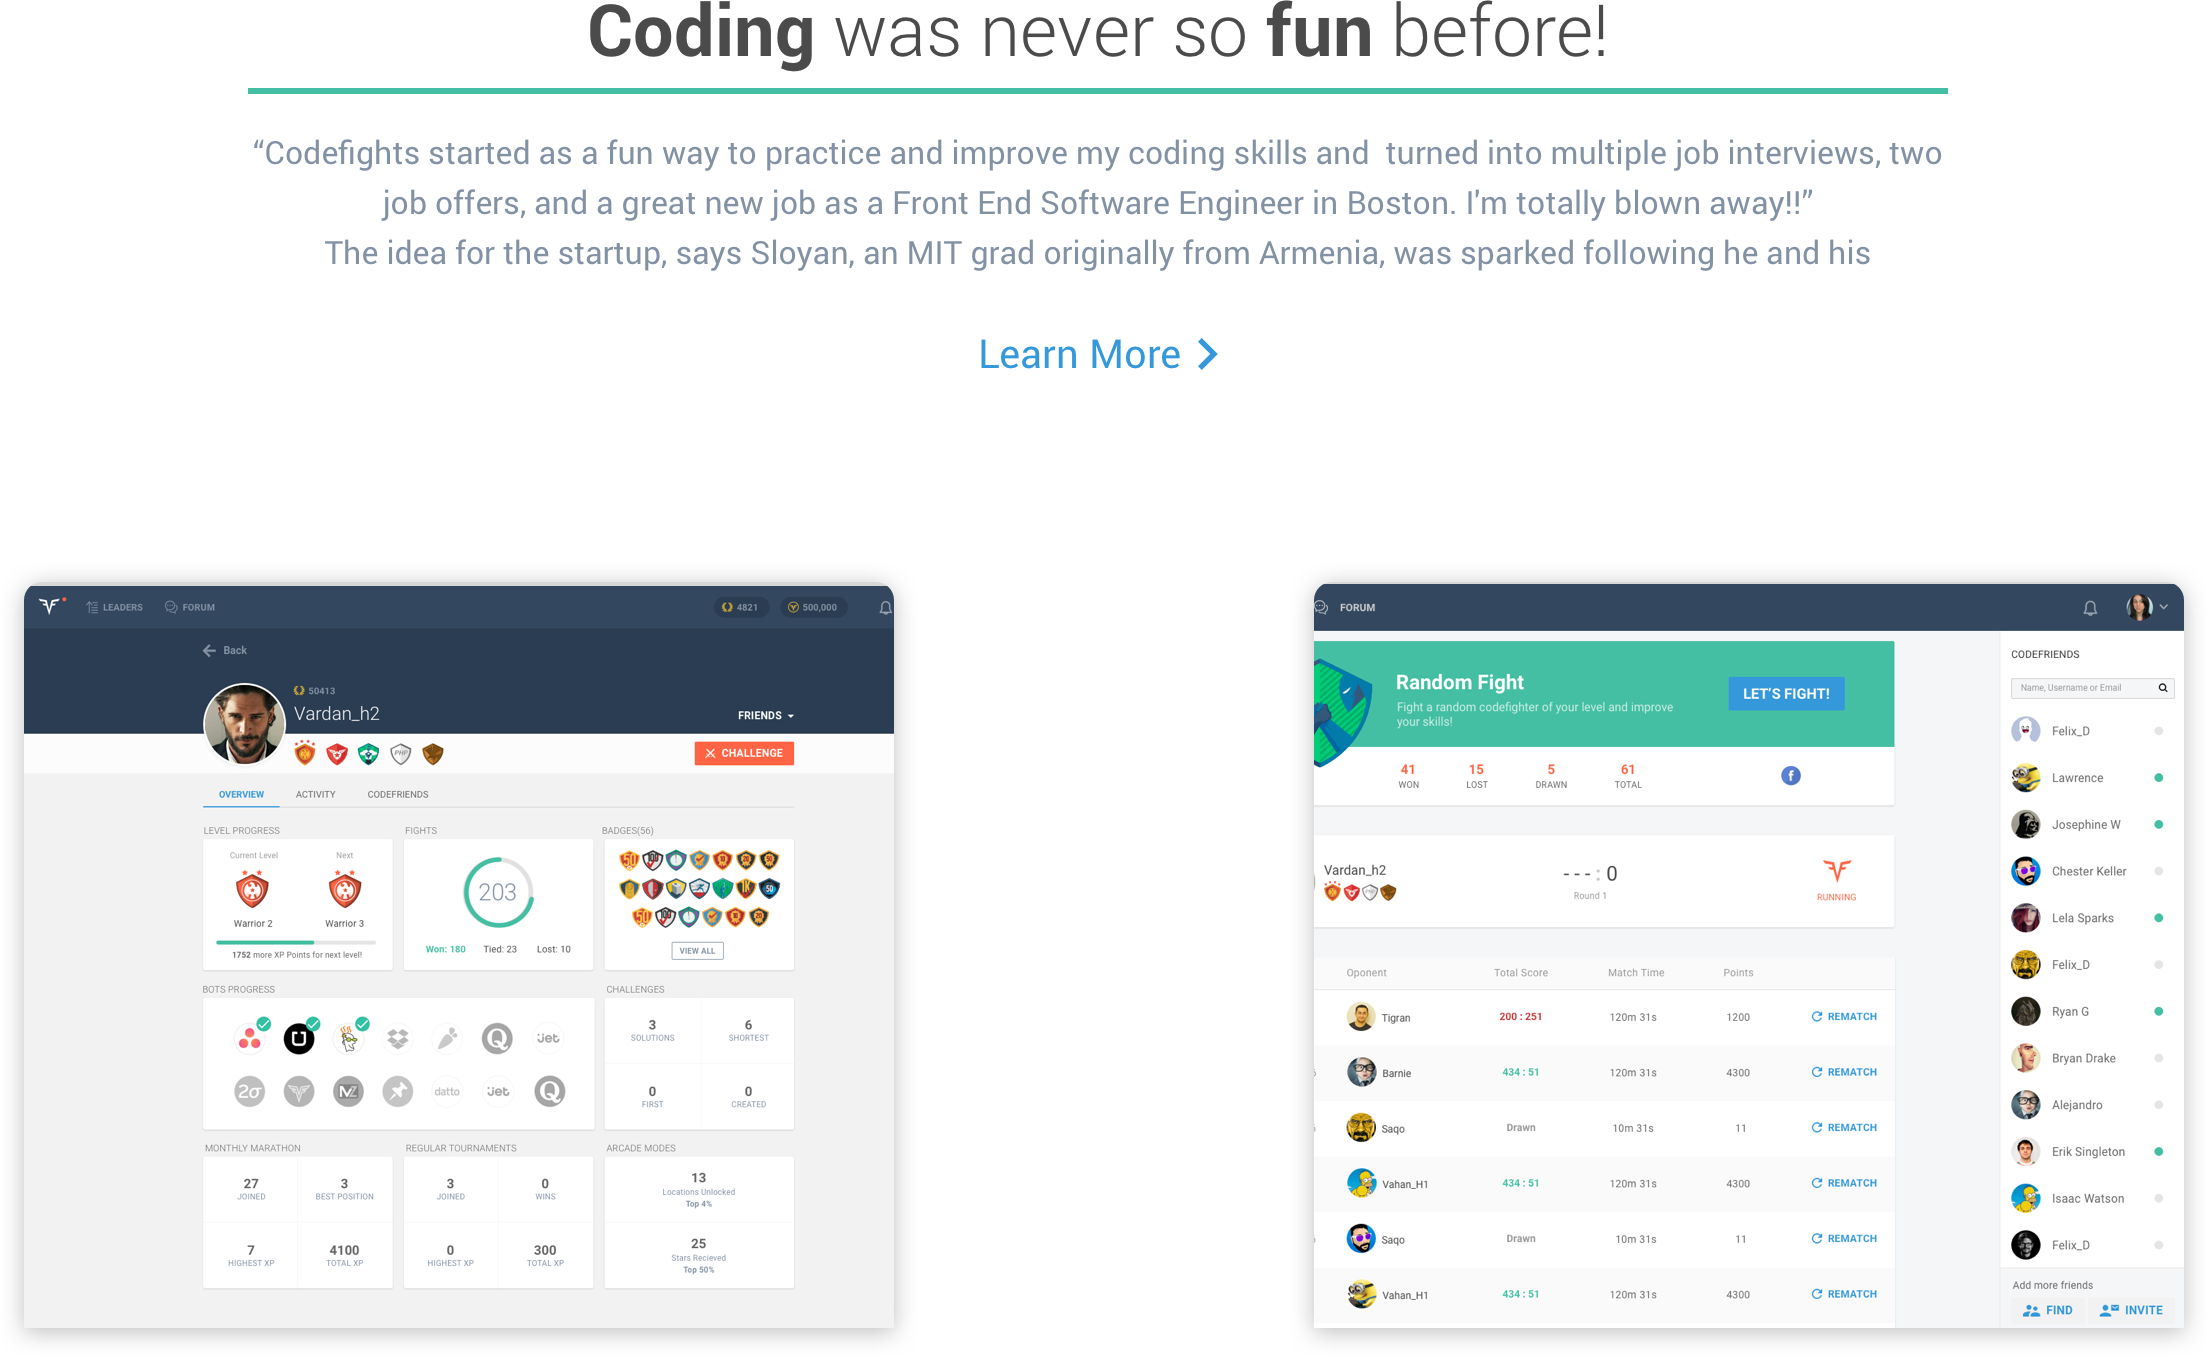 Coding was never so fun before!
“Codefights started as a fun way to practice and improve my coding skills and  turned into multiple job interviews, two
job offers, and a great new job as a Front End Software Engineer in Boston. I'm totally blown away!!”
The idea for the startup, says Sloyan, an MIT grad originally from Armenia, was sparked following he and his
Learn More
LEADERS FORUM 4821 500,000
Back
50413
Vardan_h2
FRIENDS
PHP
CHALLENGE
OVERVIEW ACTIVITY CODEFRIENDS
LEVEL PROGRESS FIGHTS BADGES(56)
Current Level Next
203
Warrior 2 Warrior 3
1752 more XP Points for next level!
Won: 180 Tied: 23 Lost: 10
VIEW ALL
BOTS PROGRESS CHALLENGES
Q Jet
2σ MZ datto Jet Q
3 6
SOLUTIONS SHORTEST
0 0
FIRST CREATED
MONTHLY MARATHON REGULAR TOURNAMENTS ARCADE MODES
27 3 3 0 13
JOINED BEST POSITION JOINED WINS Locations Unlocked
Top 4%
7 4100 0 300 25
HIGHEST XP TOTAL XP HIGHEST XP TOTAL XP Stars Recieved
Top 50%
FORUM
Random Fight
Fight a random codefighter of your level and improve
your skills!
LET'S FIGHT!
41 15 5 61
WON LOST DRAWN TOTAL
Vardan_h2
- - - : 0
Round 1
RUNNING
Oponent Total Score Match Time Points
Tigran 200 : 251 120m 31s 1200 REMATCH
Barnie 434 : 51 120m 31s 4300 REMATCH
Saqo Drawn 10m 31s 11 REMATCH
Vahan_H1 434 : 51 120m 31s 4300 REMATCH
Saqo Drawn 10m 31s 11 REMATCH
Vahan_H1 434 : 51 120m 31s 4300 REMATCH
CODEFRIENDS
Name, Username or Email
Felix_D
Lawrence
Josephine W
Chester Keller
Lela Sparks
Felix_D
Ryan G
Bryan Drake
Alejandro
Erik Singleton
Isaac Watson
Felix_D
Add more friends
FIND INVITE